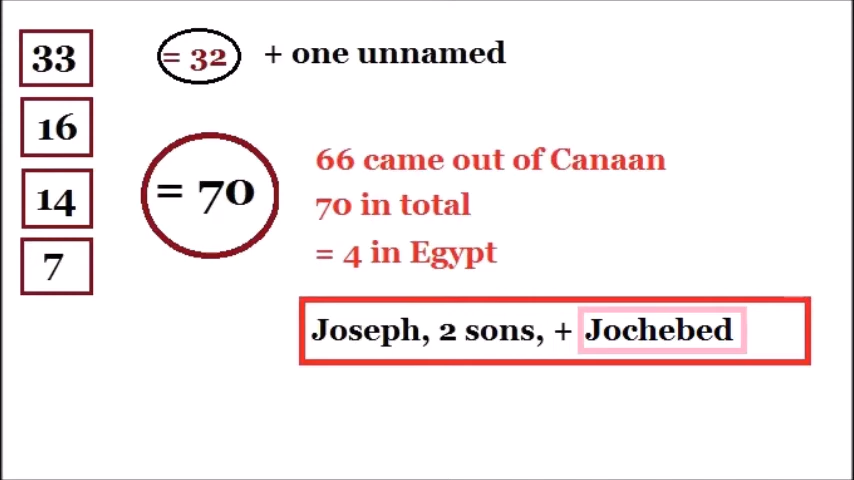 33 = 32 + one unnamed
16
= 70
14
7
66 came out of Canaan
70 in total
= 4 in Egypt
Joseph, 2 sons, + Jochebed